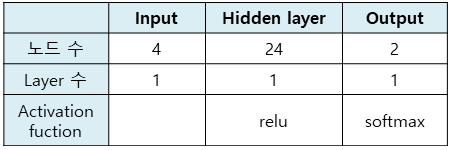 Input Hidden layer Output
노드 수 4 24 2
Layer 수 1 1 1
Activation
fuction relu softmax